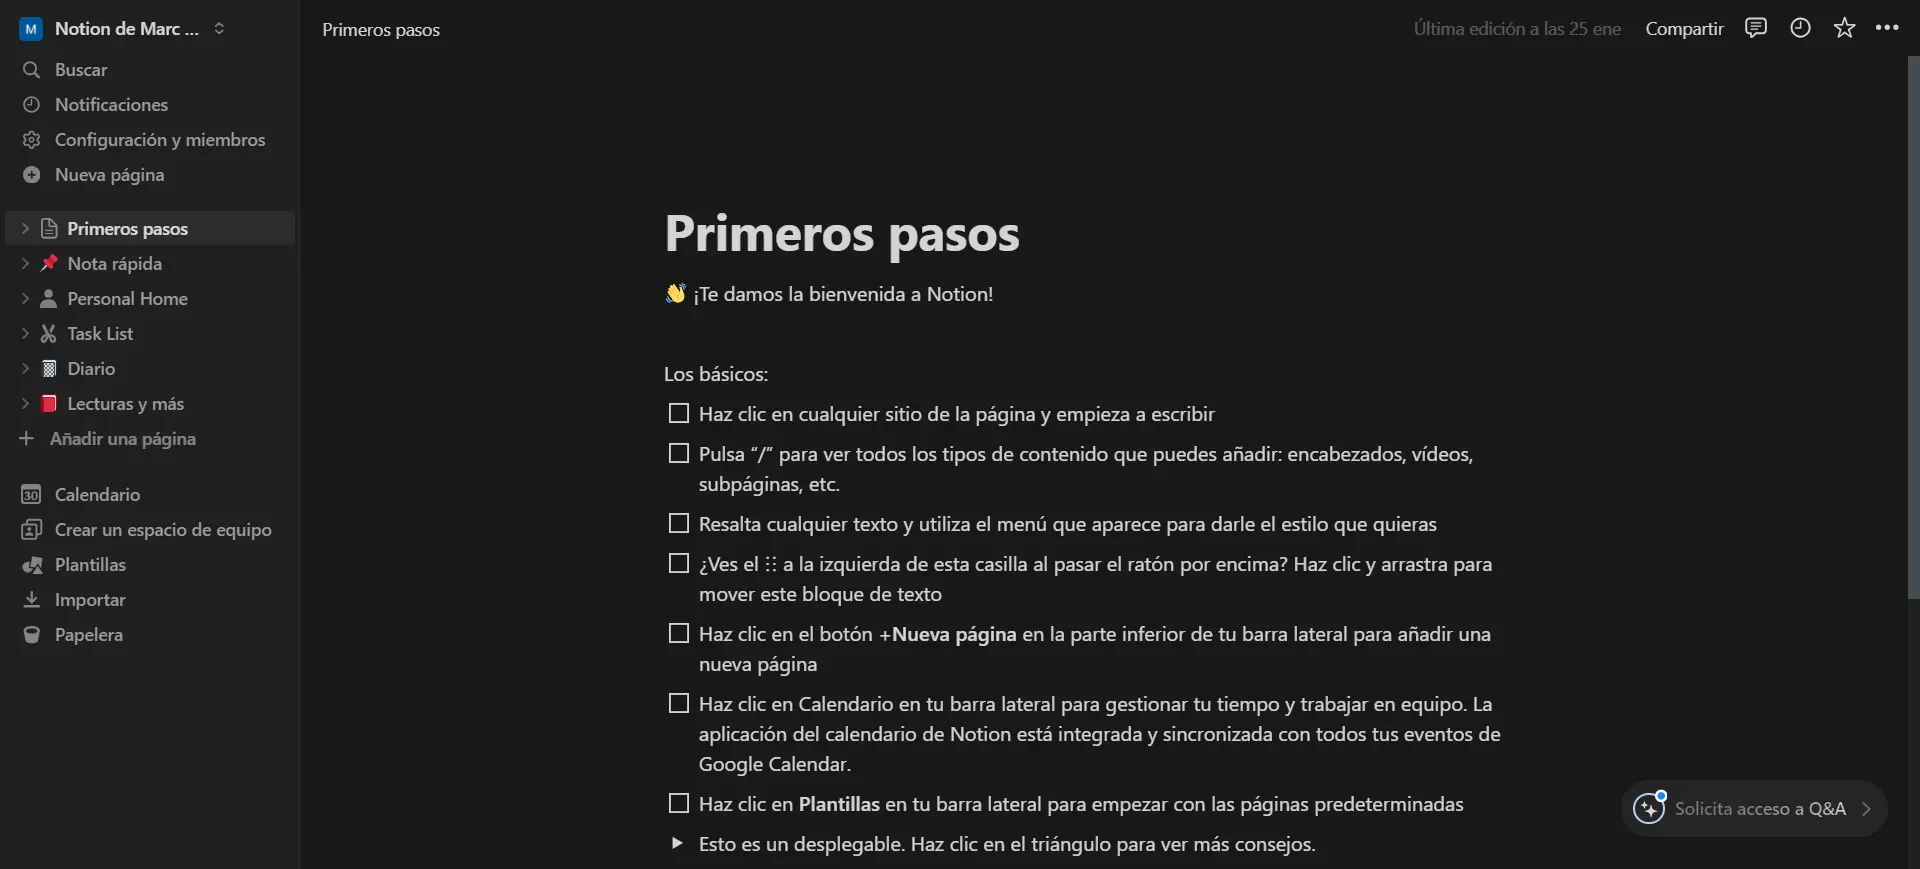 M Notion de Marc ...
Buscar
Notificaciones
Configuración y miembros
Nueva página
Primeros pasos
Nota rápida
Personal Home
Task List
Diario
Lecturas y más
Añadir una página
30 Calendario
Crear un espacio de equipo
Plantillas
Importar
Papelera
Primeros pasos
Última edición a las 25 ene
Compartir
Primeros pasos
👋 ¡Te damos la bienvenida a Notion!
Los básicos:
Haz clic en cualquier sitio de la página y empieza a escribir
Pulsa “/” para ver todos los tipos de contenido que puedes añadir: encabezados, vídeos,
subpáginas, etc.
Resalta cualquier texto y utiliza el menú que aparece para darle el estilo que quieras
¿Ves el ⋮⋮ a la izquierda de esta casilla al pasar el ratón por encima? Haz clic y arrastra para
mover este bloque de texto
Haz clic en el botón +Nueva página en la parte inferior de tu barra lateral para añadir una
nueva página
Haz clic en Calendario en tu barra lateral para gestionar tu tiempo y trabajar en equipo. La
aplicación del calendario de Notion está integrada y sincronizada con todos tus eventos de
Google Calendar.
Haz clic en Plantillas en tu barra lateral para empezar con las páginas predeterminadas
Esto es un desplegable. Haz clic en el triángulo para ver más consejos.
Solicita acceso a Q&A